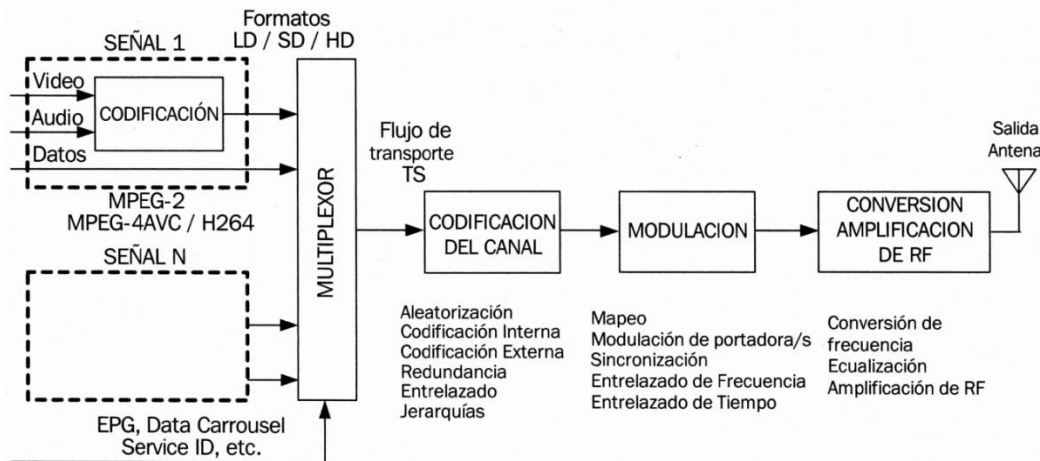 SEÑAL 1
Formatos
LD / SD / HD
Video
Audio
Datos
CODIFICACIÓN
MPEG-2
MPEG-4AVC / H264
SEÑAL N
EPG, Data Carrousel
Service ID, etc.
MULTIPLEXOR
Flujo de
transporte
TS
CODIFICACION
DEL CANAL
Aleatorización
Codificación Interna
Codificación Externa
Redundancia
Entrelazado
Jerarquías
MODULACION
Mapeo
Modulación de portadora/s
Sincronización
Entrelazado de Frecuencia
Entrelazado de Tiempo
CONVERSION
AMPLIFICACION
DE RF
Conversión de
frecuencia
Ecualización
Amplificación de RF
Salida
Antena